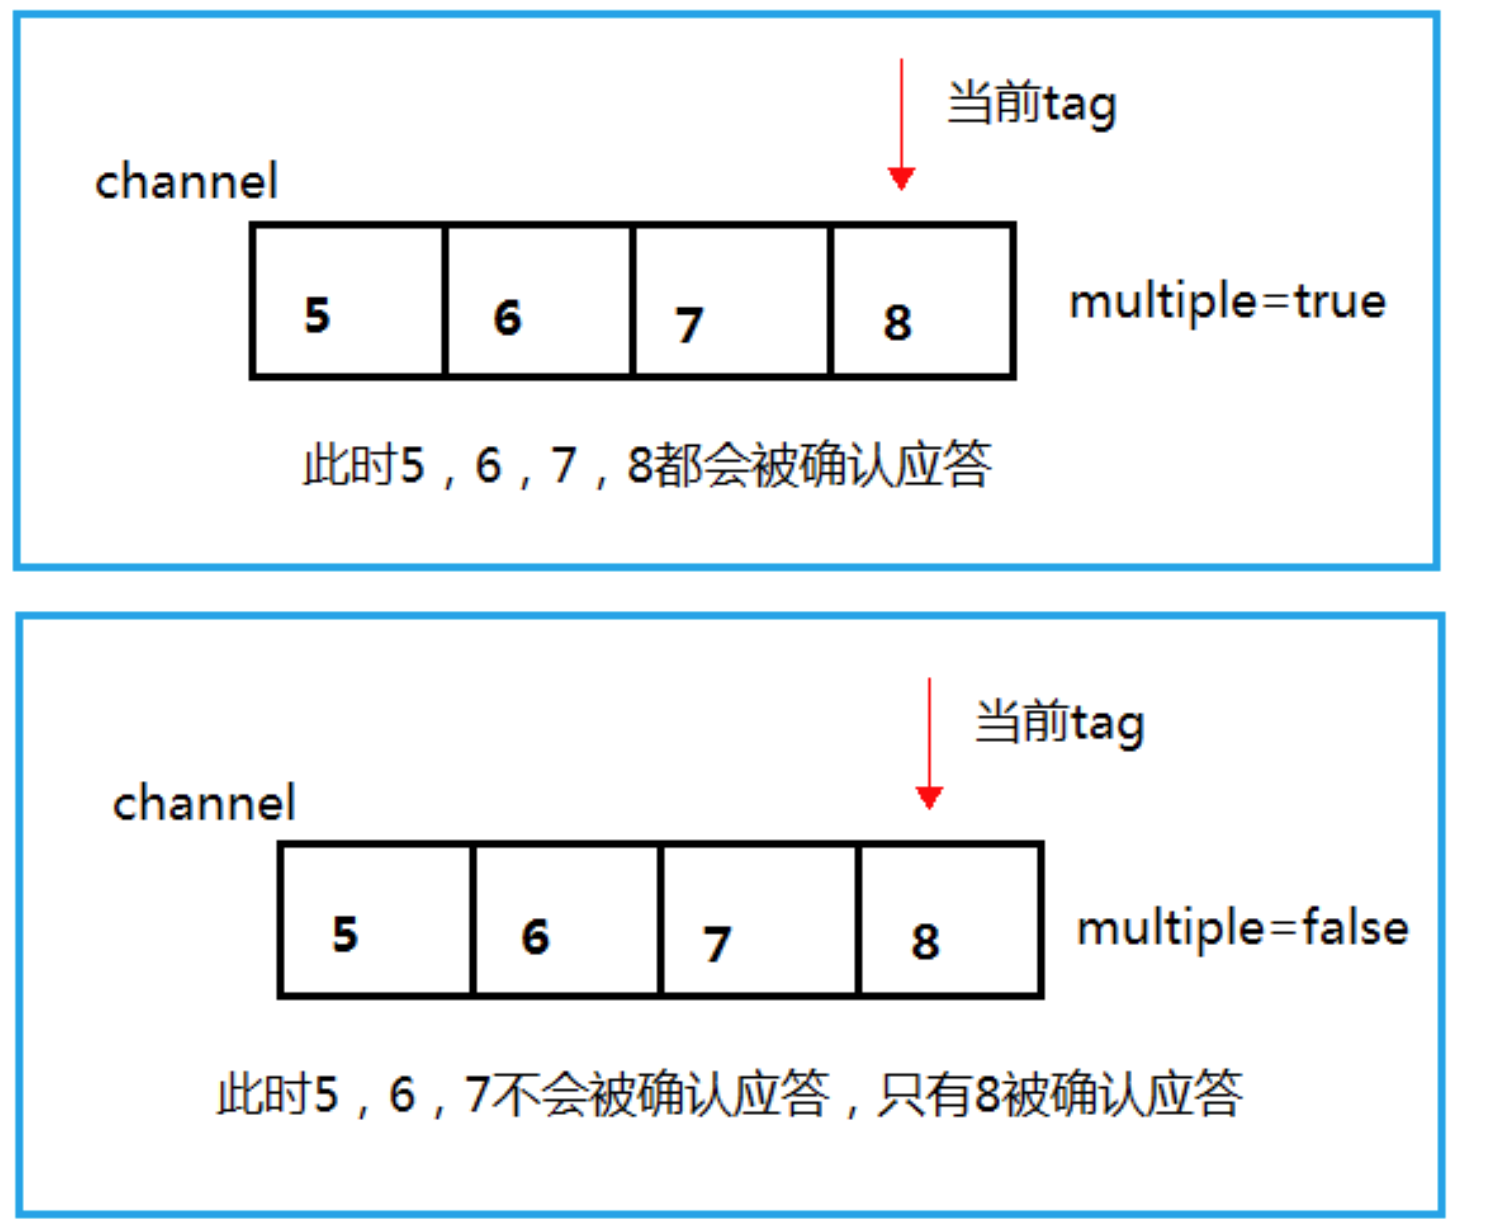 当前tag
channel
5 6 7 8
multiple=true
此时5，6，7，8都会被确认应答
当前tag
channel
5 6 7 8
multiple=false
此时5，6，7不会被确认应答，只有8被确认应答